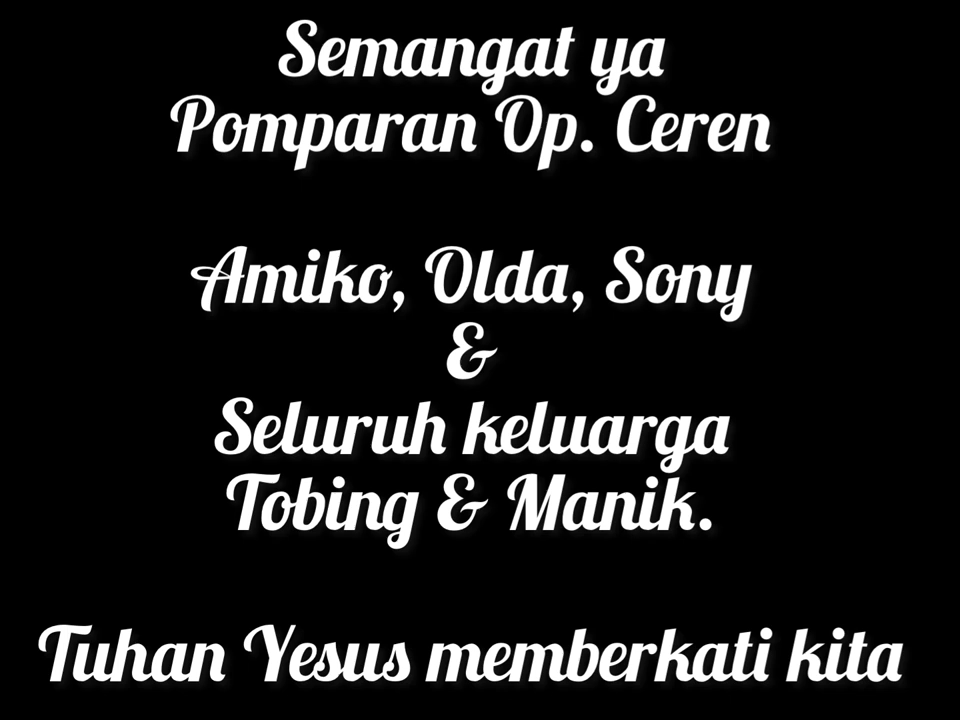 Semangat ya
Pomparan Op. Ceren
Amiko, Olda, Sony
&
Seluruh keluarga
Tobing & Manik.
Tuhan Yesus memberkati kita